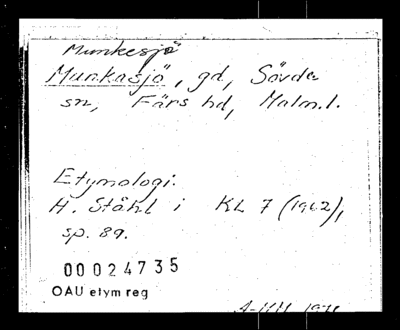 Munkesjö
Munkasjö, gd, Sövde
sn, Färs hd, Malm.l.
Etymologi.
H. Ståhl i KL 7 (1962),
sp. 89.
00024735
OAU etym reg